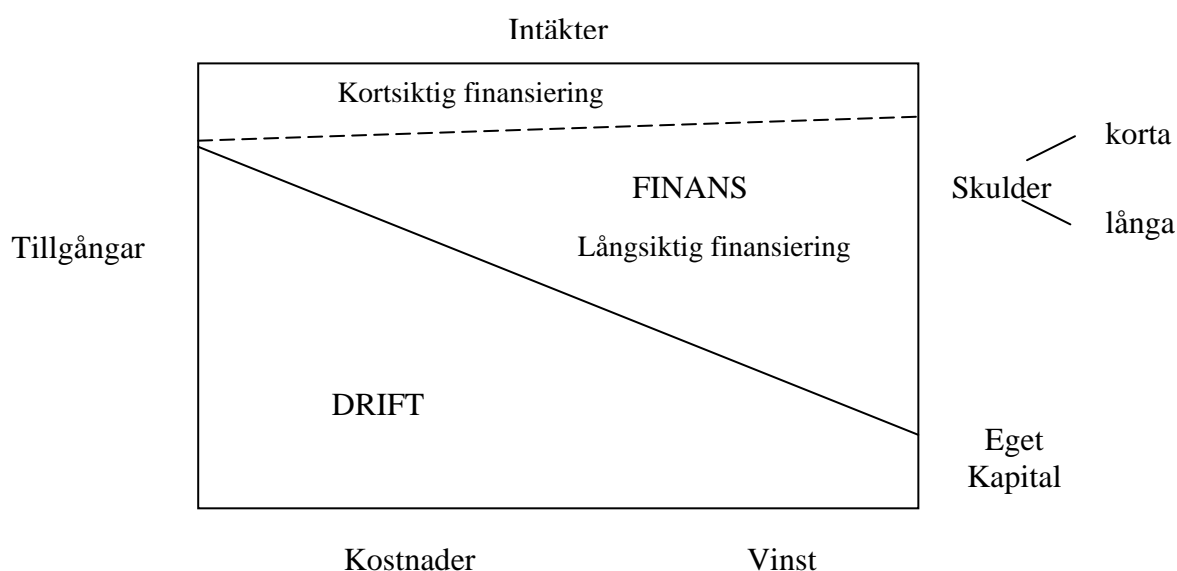 Intäkter
Kortsiktig finansiering
korta
FINANS
Skulder
långa
Tillgångar
Långsiktig finansiering
DRIFT
Eget
Kapital
Kostnader
Vinst